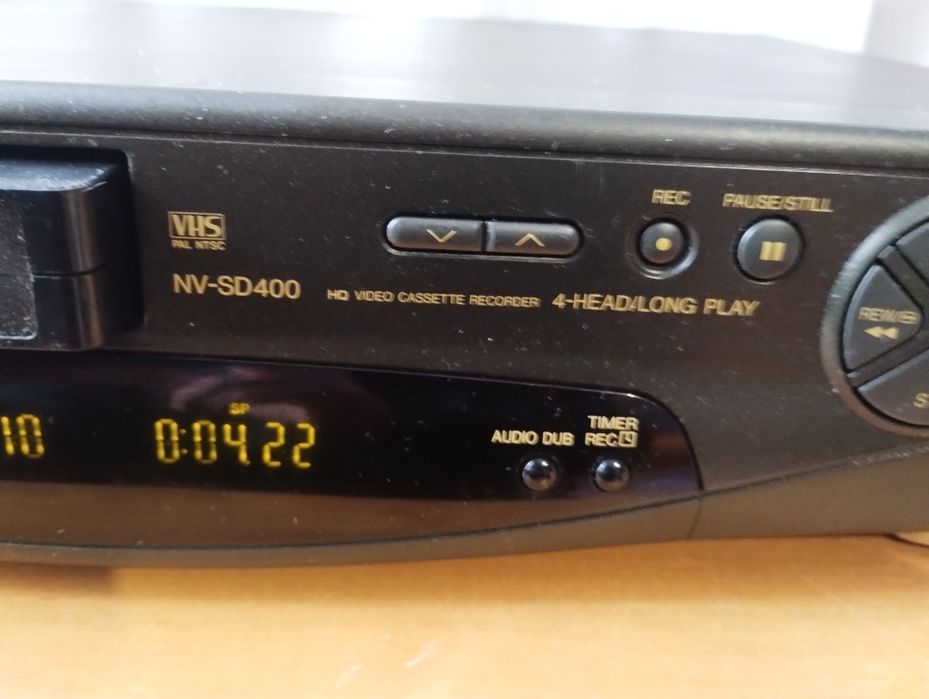 REC
PAUSE/STILL
VHS
PAL NTSC
NV-SD400
HQ VIDEO CASSETTE RECORDER
4-HEAD/LONG PLAY
REW/
SP
10
0:04.22
AUDIO DUB
TIMER
REC